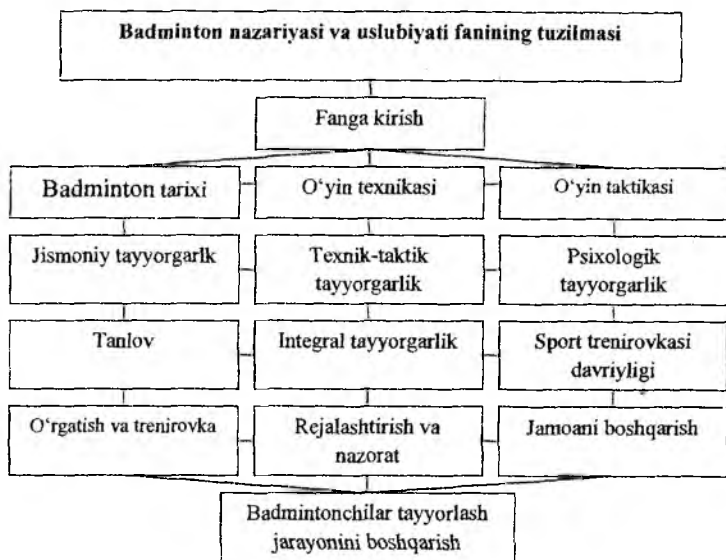 Badminton nazariyasi va uslubiyati fanining tuzilmasi
Fanga kirish
Badminton tarixi
O‘yin texnikasi
O‘yin taktikasi
Jismoniy tayyorgarlk
Texnik-taktik
tayyorgarlik
Psixologik
tayyorgarlik
Tanlov
Integral tayyorgarlik
Sport trenirovkasi
davriyligi
O‘rgatish va trenirovka
Rejalashtirish va
nazorat
Jamoani boshqarish
Badmintonchilar tayyorlash
jarayonini boshqarish